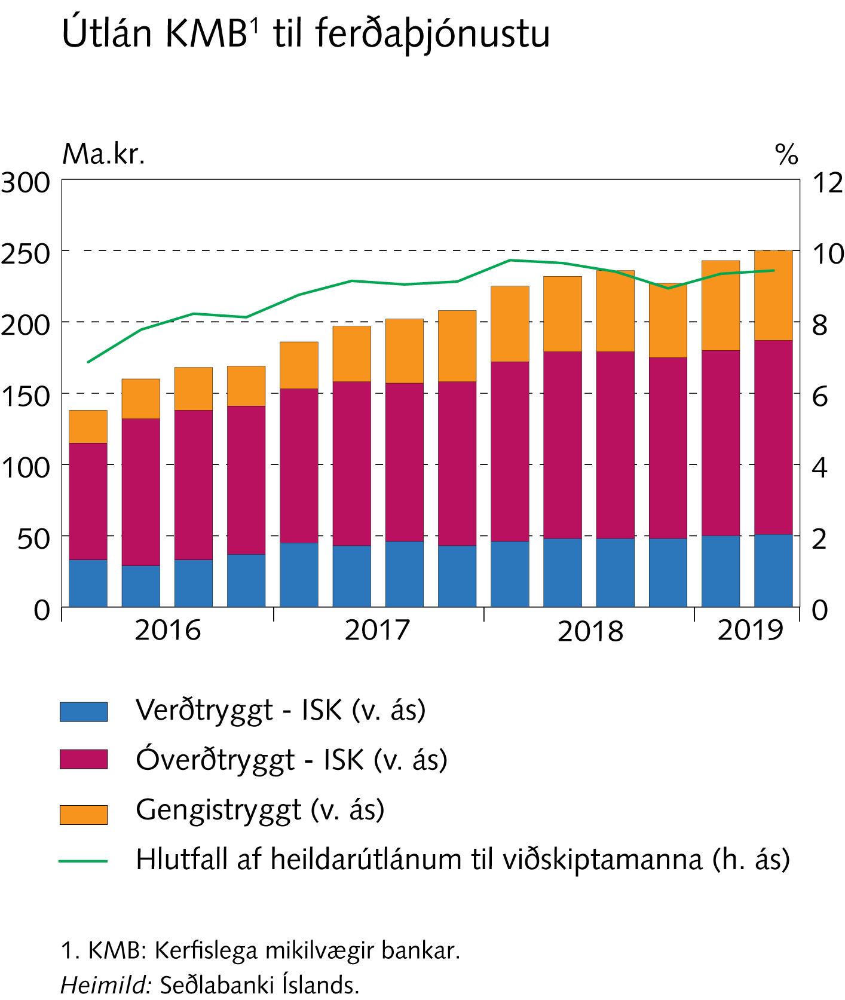 Útlán KMB¹ til ferðaþjónustu
Ma.kr. %
300 12
250 10
200 8
150 6
100 4
50 2
0 0
2016 2017 2018 2019
Verðtryggt - ISK (v. ás)
Óverðtryggt - ISK (v. ás)
Gengistryggt (v. ás)
Hlutfall af heildarútlánum til viðskiptamanna (h. ás)
1. KMB: Kerfislega mikilvægir bankar.
Heimild: Seðlabanki Íslands.